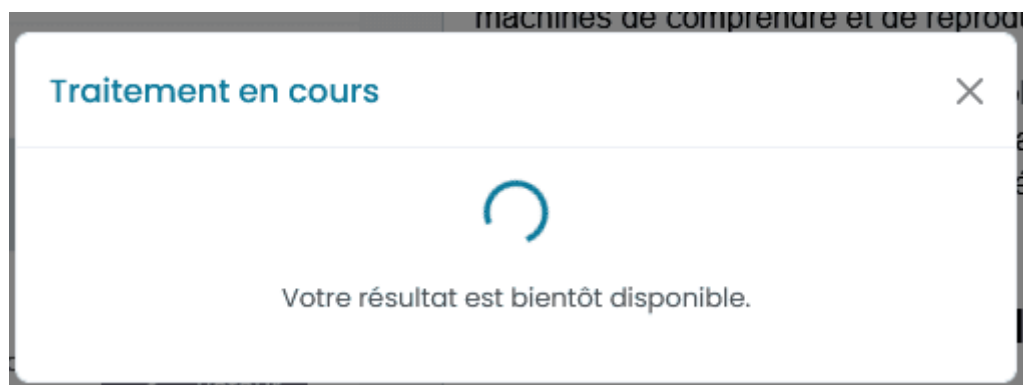 machines de comprendre et de reprodu
Traitement en cours
Votre résultat est bientôt disponible.